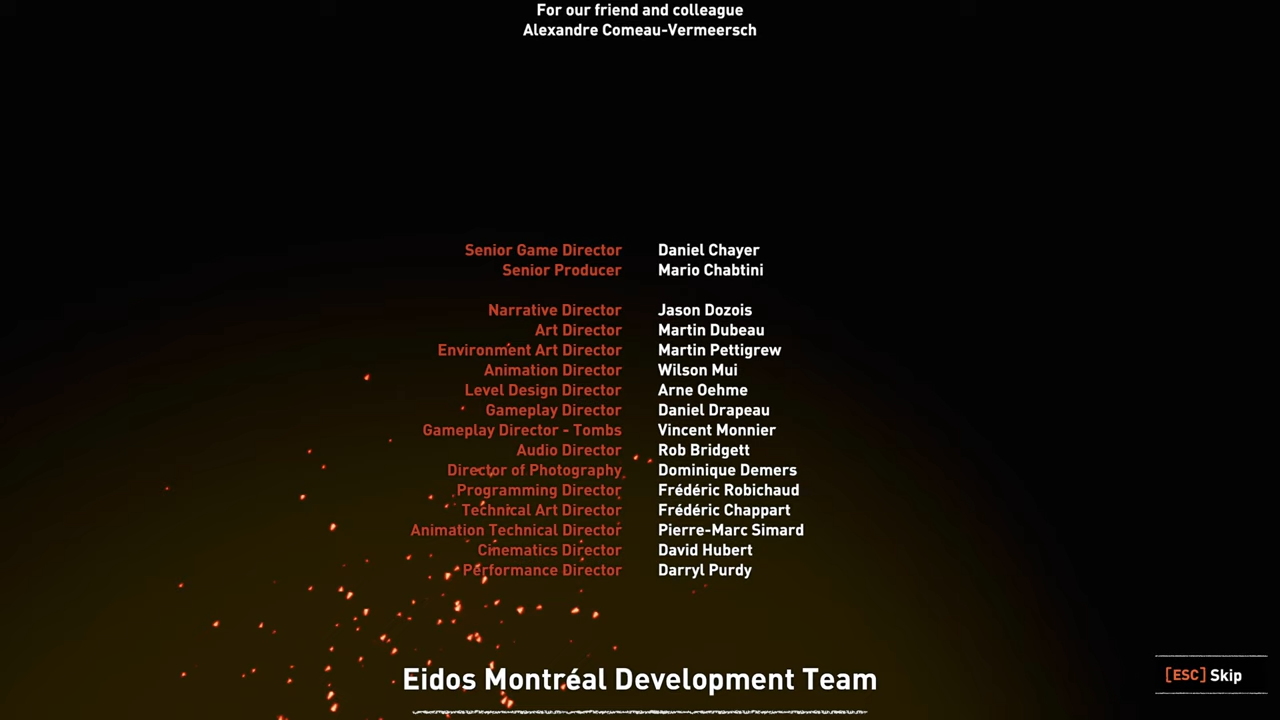 For our friend and colleague
Alexandre Comeau-Vermeersch
Senior Game Director Daniel Chayer
Senior Producer Mario Chabtini
Narrative Director Jason Dozois
Art Director Martin Dubeau
Environment Art Director Martin Pettigrew
Animation Director Wilson Mui
Level Design Director Arne Oehme
Gameplay Director Daniel Drapeau
Gameplay Director - Tombs Vincent Monnier
Audio Director Rob Bridgett
Director of Photography Dominique Demers
Programming Director Frédéric Robichaud
Technical Art Director Frédéric Chappart
Animation Technical Director Pierre-Marc Simard
Cinematics Director David Hubert
Performance Director Darryl Purdy
Eidos Montréal Development Team
[ESC] Skip